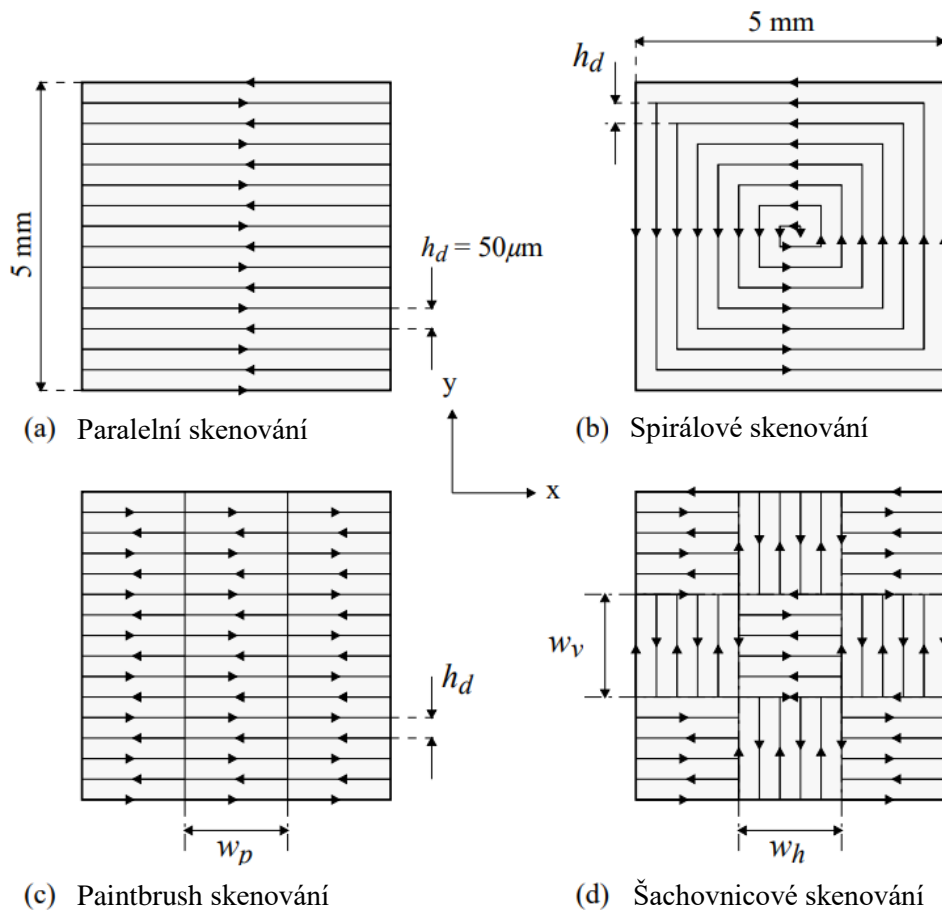 5 mm
h_d
5 mm
h_d = 50μm
y
x
(a) Paralelní skenování
(b) Spirálové skenování
h_d
w_v
w_p
w_h
(c) Paintbrush skenování
(d) Šachovnicové skenování